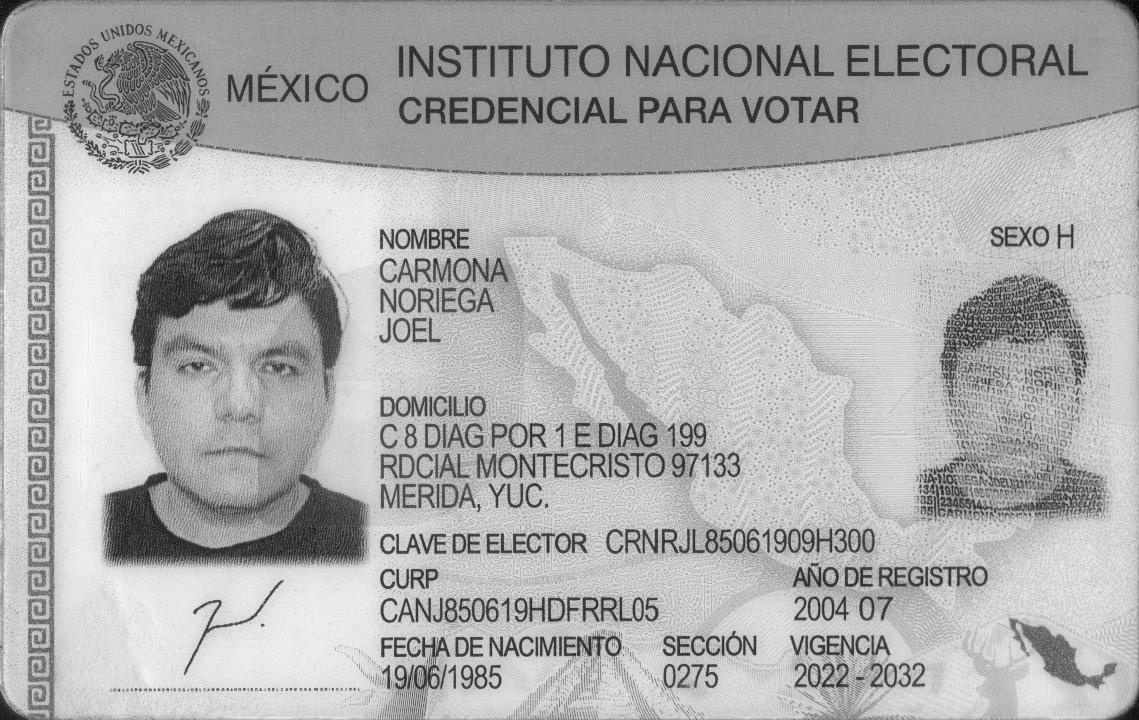 ESTADOS UNIDOS MEXICANOS
MÉXICO
INSTITUTO NACIONAL ELECTORAL
CREDENCIAL PARA VOTAR
NOMBRE
SEXO H
CARMONA
NORIEGA
JOEL
DOMICILIO
C 8 DIAG POR 1 E DIAG 199
RDCIAL MONTECRISTO 97133
MERIDA, YUC.
CLAVE DE ELECTOR CRNRJL85061909H300
CURP
CANJ850619HDFRRL05
AÑO DE REGISTRO
2004 07
FECHA DE NACIMIENTO
19/06/1985
SECCIÓN
0275
VIGENCIA
2022 - 2032
JOELCARMONANORIEGAJOELCARMONANORIEGAJOELCARMONANORIEGAJOEL